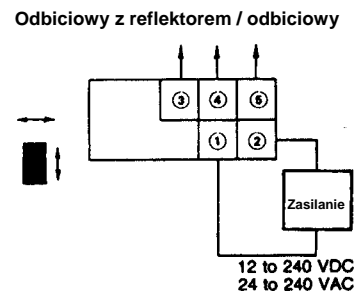 Odbiciowy z reflektorem / odbiciowy
3 4 5
1 2
Zasilanie
12 to 240 VDC
24 to 240 VAC